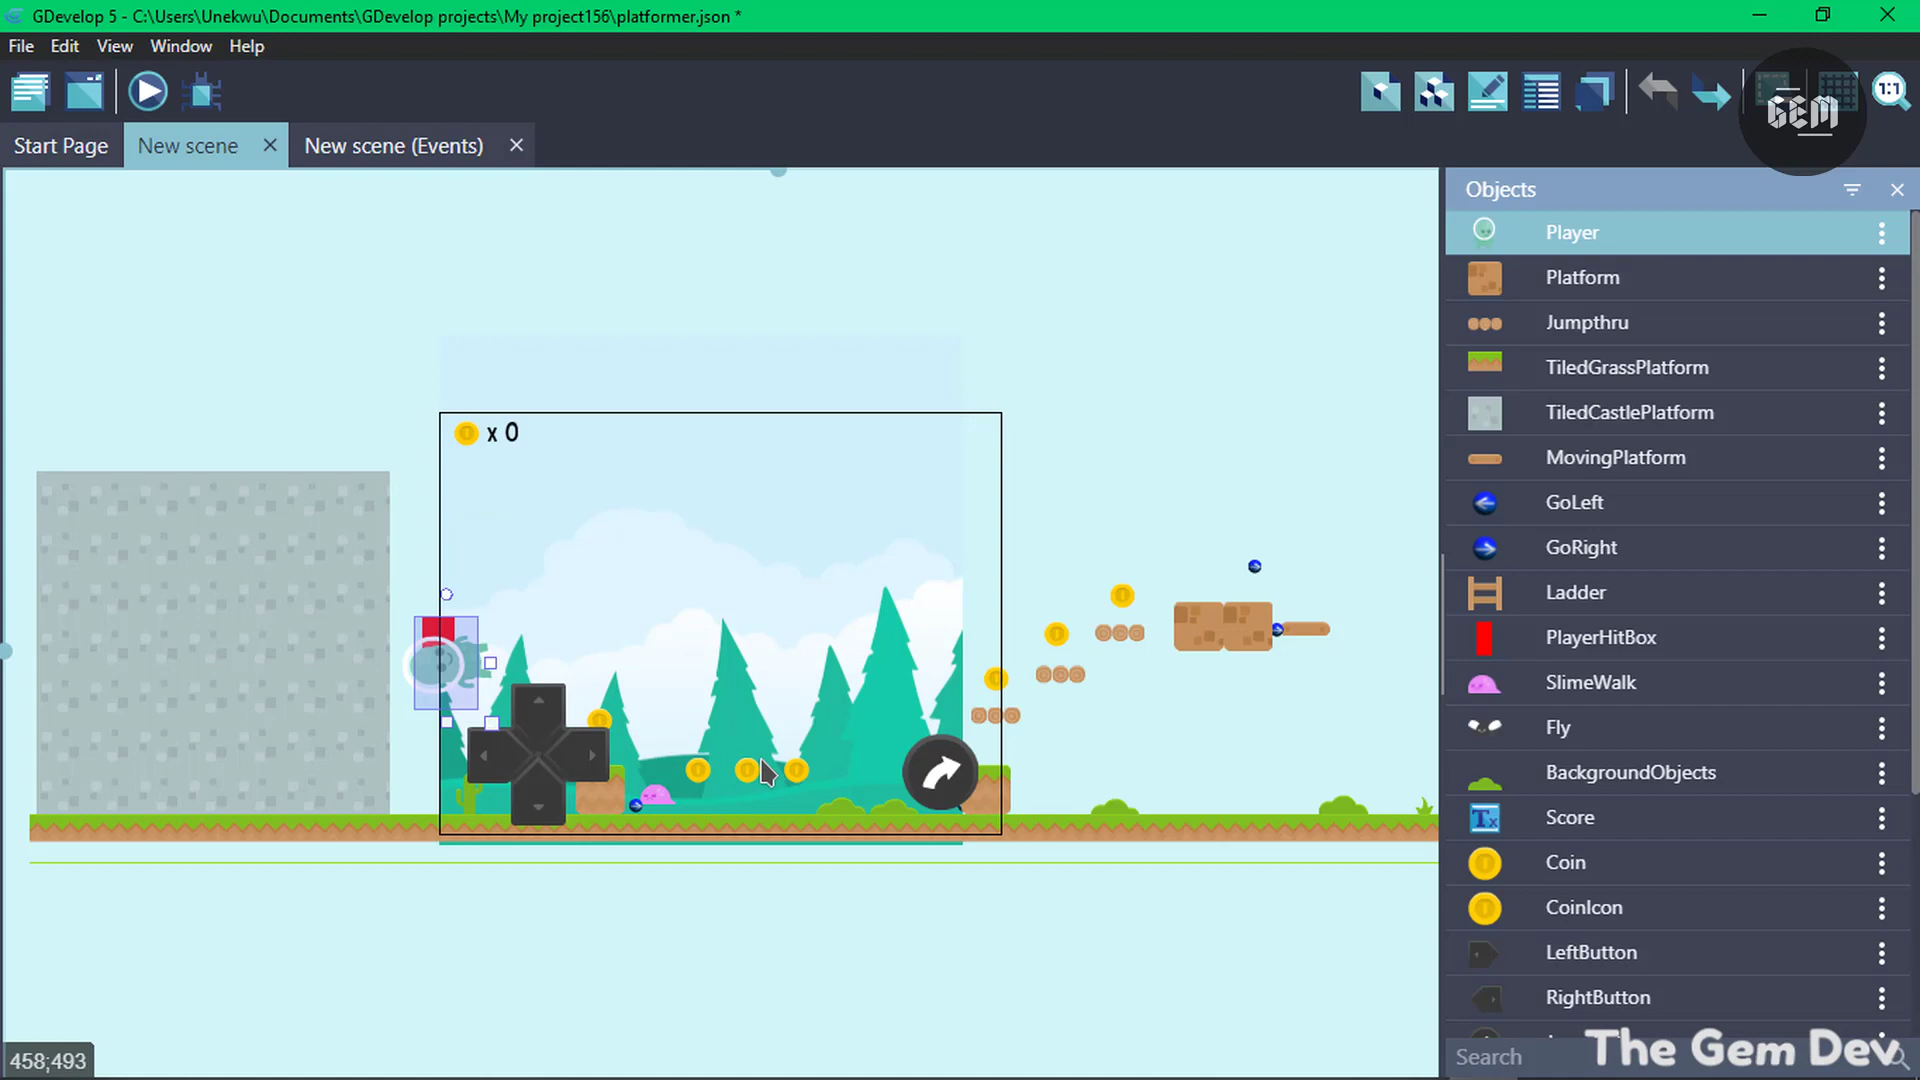 GDevelop 5 - C:\Users\Unekwu\Documents\GDevelop projects\My project156\platformer.json *
File Edit View Window Help
1:1
GEM
Start Page New scene New scene (Events)
Objects
Player
Platform
Jumpthru
TiledGrassPlatform
TiledCastlePlatform
MovingPlatform
GoLeft
GoRight
Ladder
PlayerHitBox
SlimeWalk
Fly
BackgroundObjects
Tx Score
Coin
CoinIcon
LeftButton
RightButton
Search
x 0
458;493
The Gem Dev